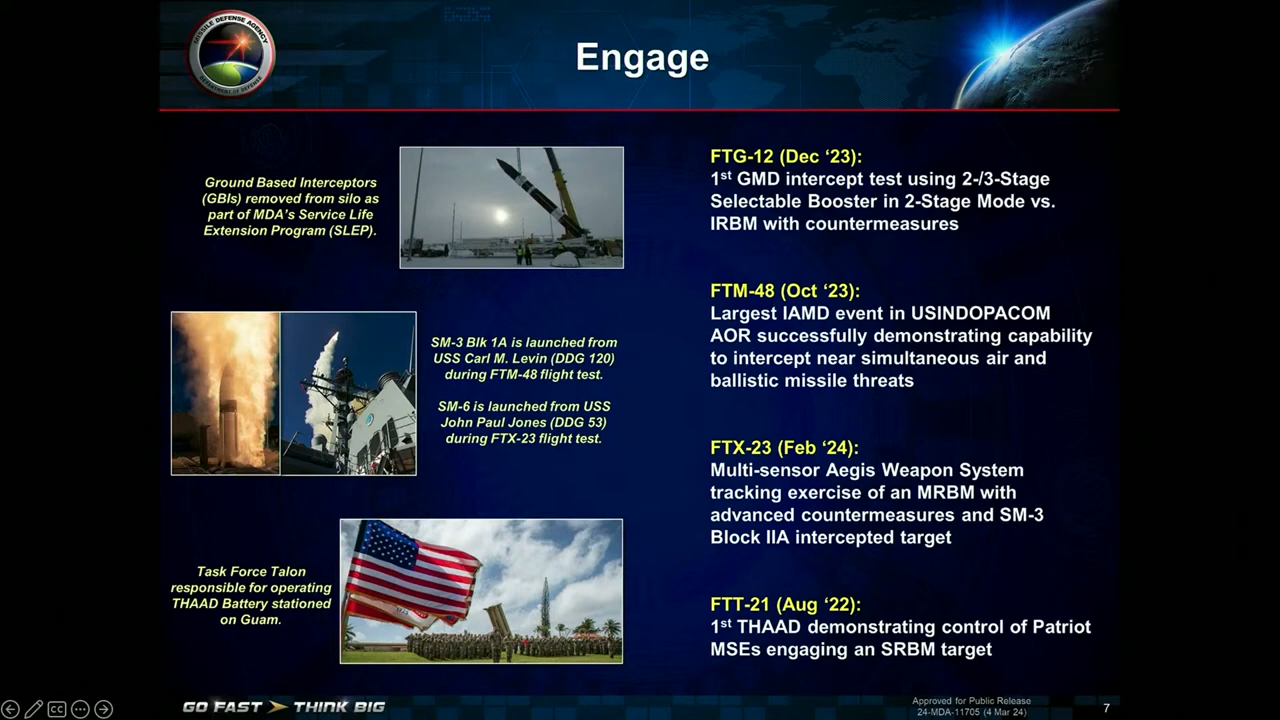 MISSILE DEFENSE AGENCY
DEPARTMENT OF DEFENSE
Engage
Ground Based Interceptors
(GBIs) removed from silo as
part of MDA’s Service Life
Extension Program (SLEP).
SM-3 Blk 1A is launched from
USS Carl M. Levin (DDG 120)
during FTM-48 flight test.
SM-6 is launched from USS
John Paul Jones (DDG 53)
during FTX-23 flight test.
Task Force Talon
responsible for operating
THAAD Battery stationed
on Guam.
FTG-12 (Dec ‘23):
1st GMD intercept test using 2-/3-Stage
Selectable Booster in 2-Stage Mode vs.
IRBM with countermeasures
FTM-48 (Oct ‘23):
Largest IAMD event in USINDOPACOM
AOR successfully demonstrating capability
to intercept near simultaneous air and
ballistic missile threats
FTX-23 (Feb ‘24):
Multi-sensor Aegis Weapon System
tracking exercise of an MRBM with
advanced countermeasures and SM-3
Block IIA intercepted target
FTT-21 (Aug ‘22):
1st THAAD demonstrating control of Patriot
MSEs engaging an SRBM target
CC
GO FAST THINK BIG
Approved for Public Release
24-MDA-11705 (4 Mar 24)
7